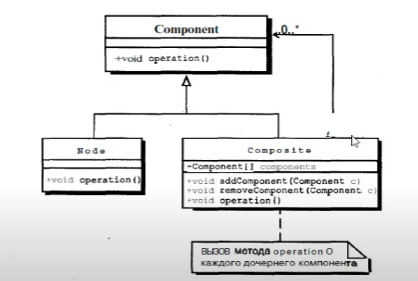 Component
0..*
+void operation()
1
Node
Composite
-Component[] components
+void operation()
+void addComponent(Component c)
+void removeComponent(Component c)
+void operation()
ВЫЗОВ метода operation О
каждого дочернего компонента